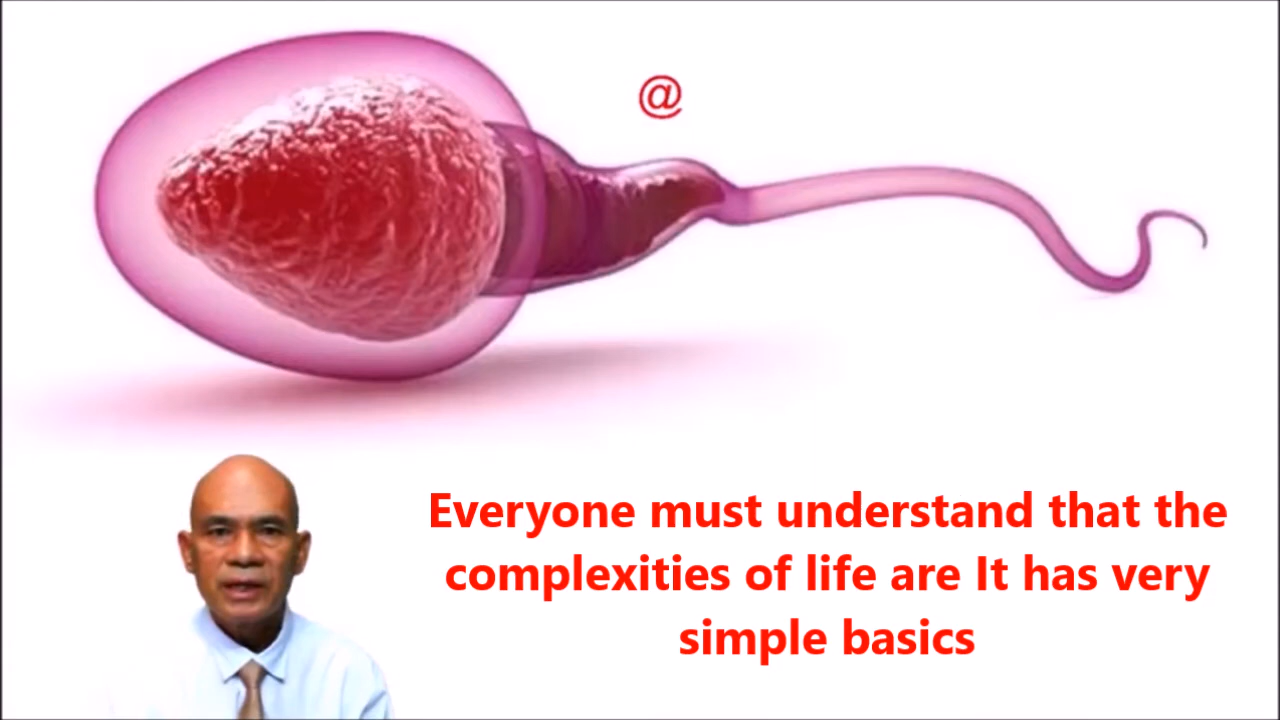 @
Everyone must understand that the
complexities of life are It has very
simple basics